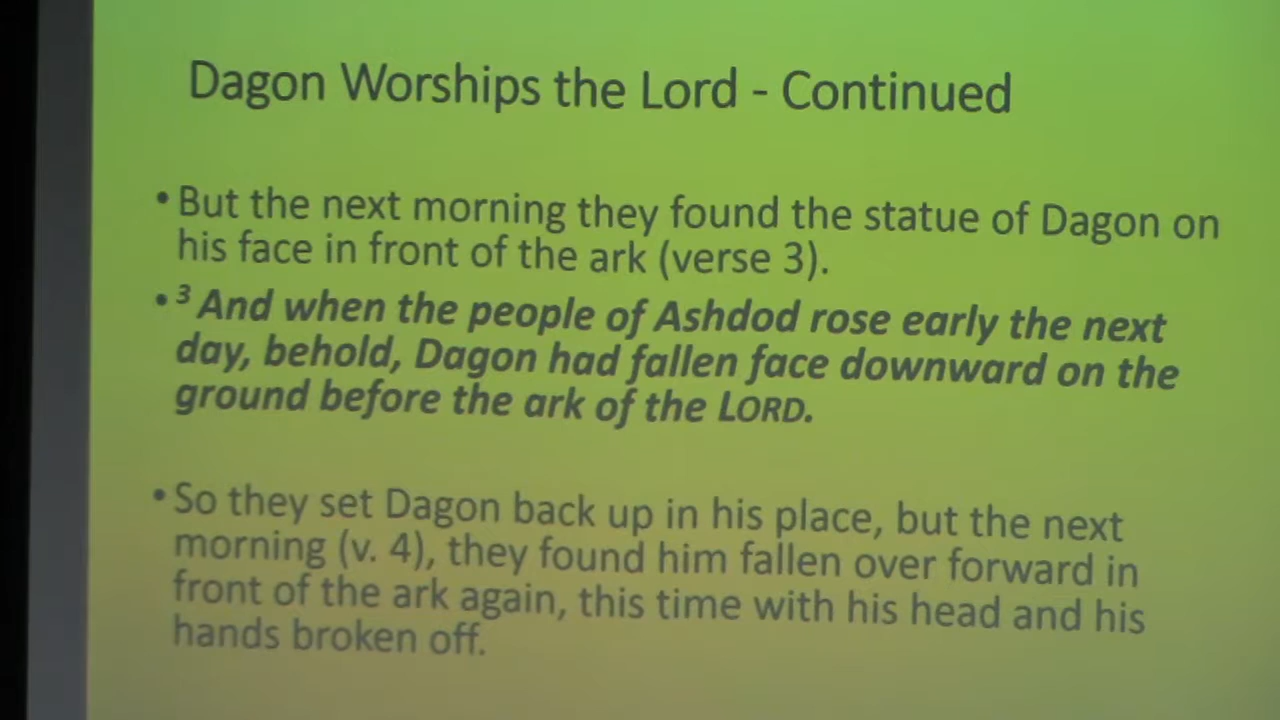 Dagon Worships the Lord - Continued
• But the next morning they found the statue of Dagon on
his face in front of the ark (verse 3).
• 3 And when the people of Ashdod rose early the next
day, behold, Dagon had fallen face downward on the
ground before the ark of the LORD.
• So they set Dagon back up in his place, but the next
morning (v. 4), they found him fallen over forward in
front of the ark again, this time with his head and his
hands broken off.